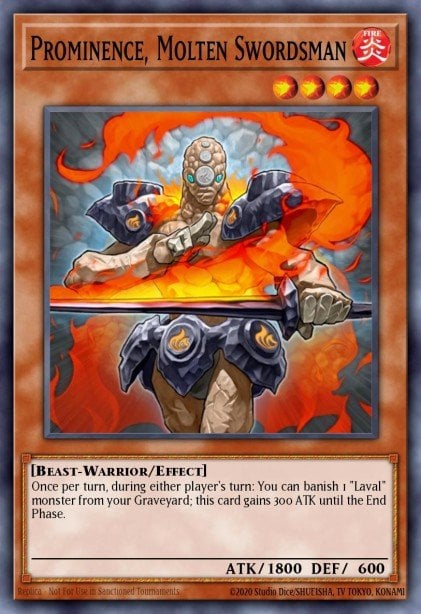 PROMINENCE, MOLTEN SWORDSMAN
FIRE
炎
[BEAST-WARRIOR/EFFECT]
Once per turn, during either player's turn: You can banish 1 "Laval"
monster from your Graveyard; this card gains 300 ATK until the End
Phase.
ATK/1800 DEF/ 600
Replica - Not For Use in Sanctioned Tournaments
©2020 Studio Dice/SHUEISHA, TV TOKYO, KONAMI